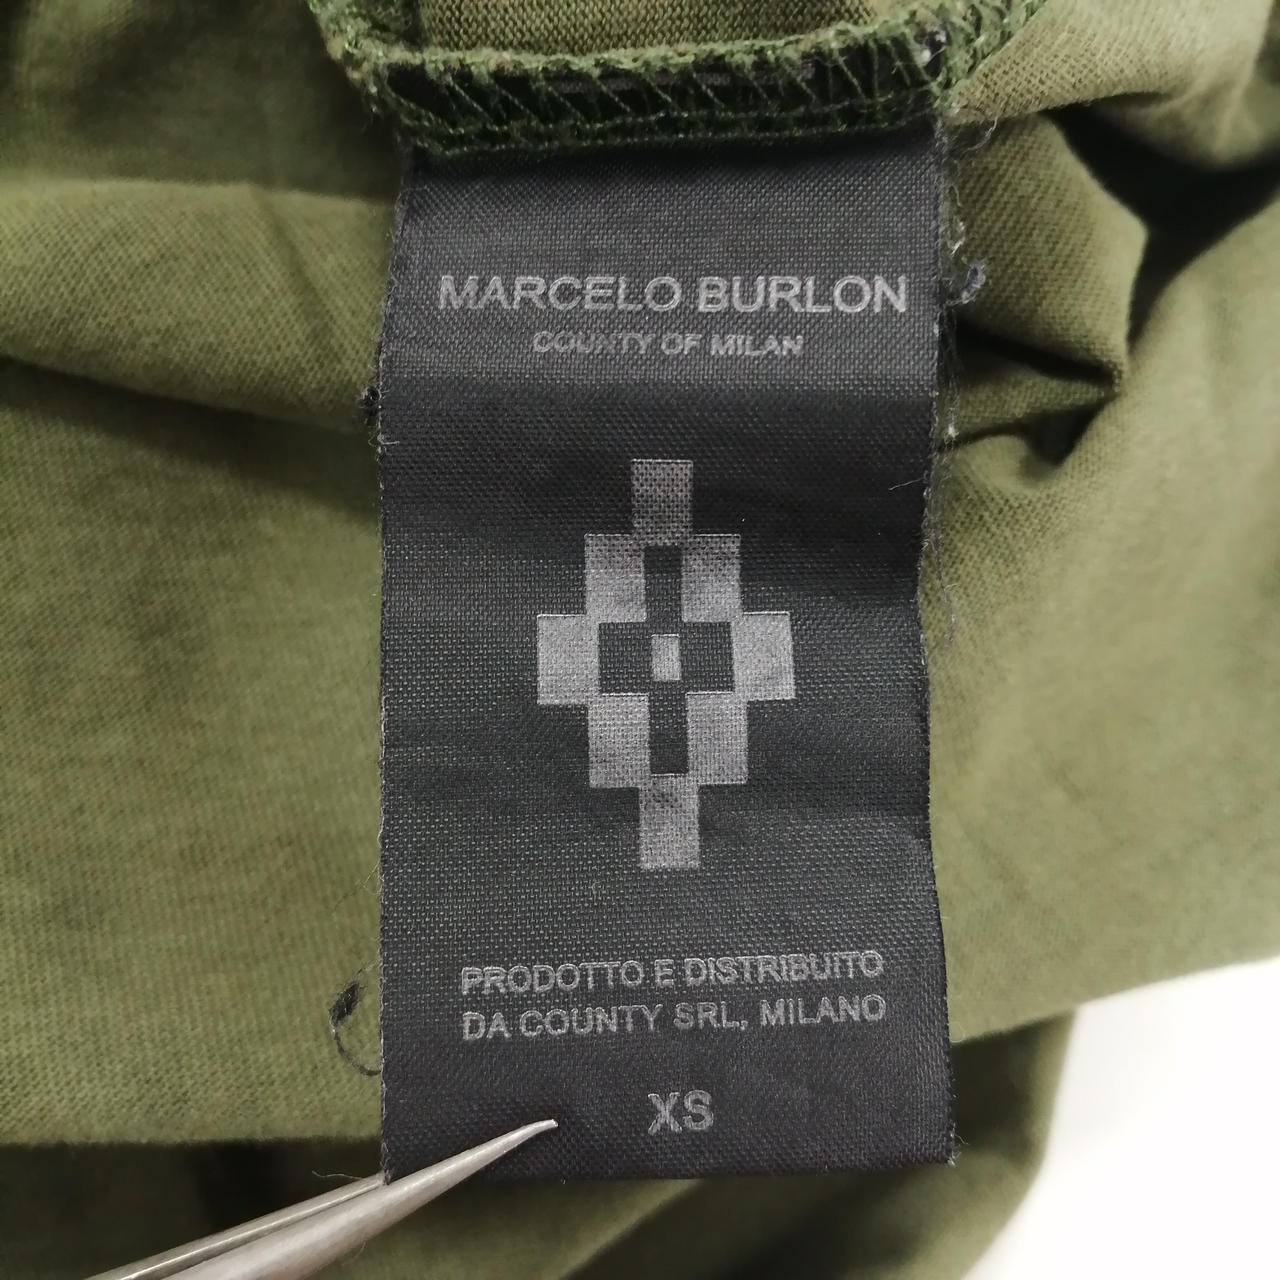 MARCELO BURLON
COUNTY OF MILAN
PRODOTTO E DISTRIBUITO
DA COUNTY SRL, MILANO
XS